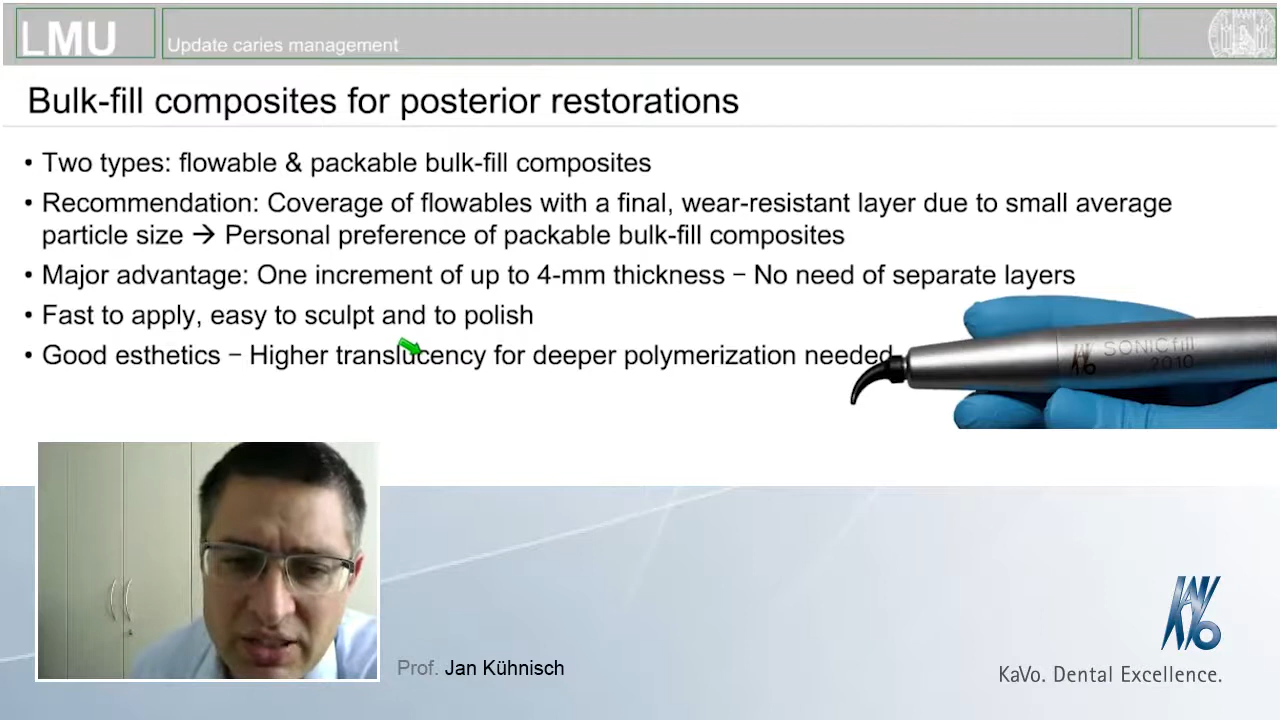 LMU
Update caries management
Bulk-fill composites for posterior restorations
• Two types: flowable & packable bulk-fill composites
• Recommendation: Coverage of flowables with a final, wear-resistant layer due to small average
particle size → Personal preference of packable bulk-fill composites
• Major advantage: One increment of up to 4-mm thickness − No need of separate layers
• Fast to apply, easy to sculpt and to polish
• Good esthetics − Higher translucency for deeper polymerization needed
KaVo SONICfill
2010
Prof. Jan Kühnisch
KaVo
KaVo. Dental Excellence.